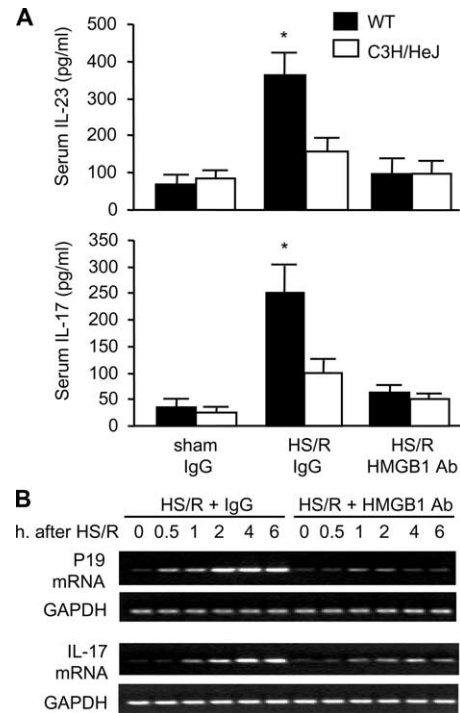 A
WT
C3H/HeJ
*
Serum IL-23 (pg/ml)
500
400
300
200
100
0
*
Serum IL-17 (pg/ml)
350
300
250
200
150
100
50
0
sham HS/R HS/R
IgG IgG HMGB1 Ab
B
HS/R + IgG HS/R + HMGB1 Ab
h. after HS/R 0 0.5 1 2 4 6 0 0.5 1 2 4 6
P19
mRNA
GAPDH
IL-17
mRNA
GAPDH